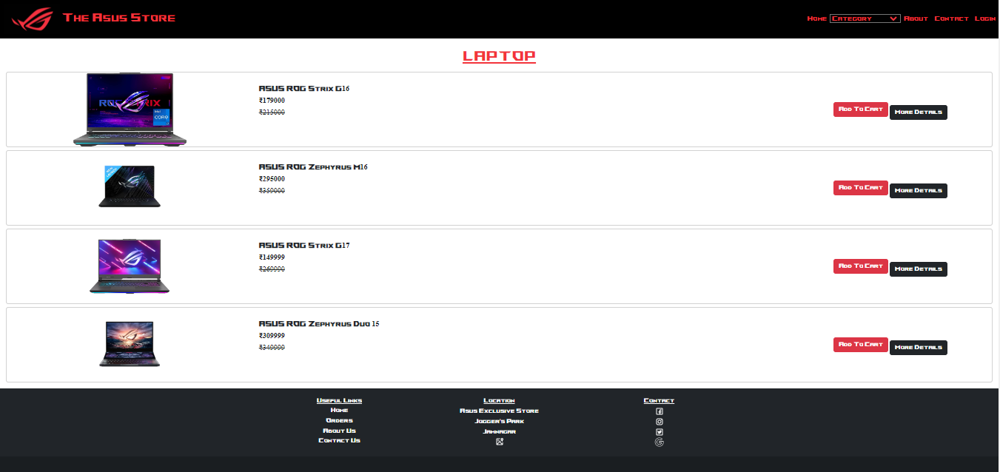 The Asus Store
Home CATEGORY About Contact Login
LAPTOP
ASUS ROG Strix G16
₹179000
₹215000
Add To Cart More Details
ASUS ROG Zephyrus M16
₹295000
₹359000
Add To Cart More Details
ASUS ROG Strix G17
₹149999
₹269990
Add To Cart More Details
ASUS ROG Zephyrus Duo 15
₹309999
₹349999
Add To Cart More Details
Useful Links
Home
Orders
About Us
Contact Us
Location
Asus Exclusive Store
Jogger's Park
Jamnagar
Contact